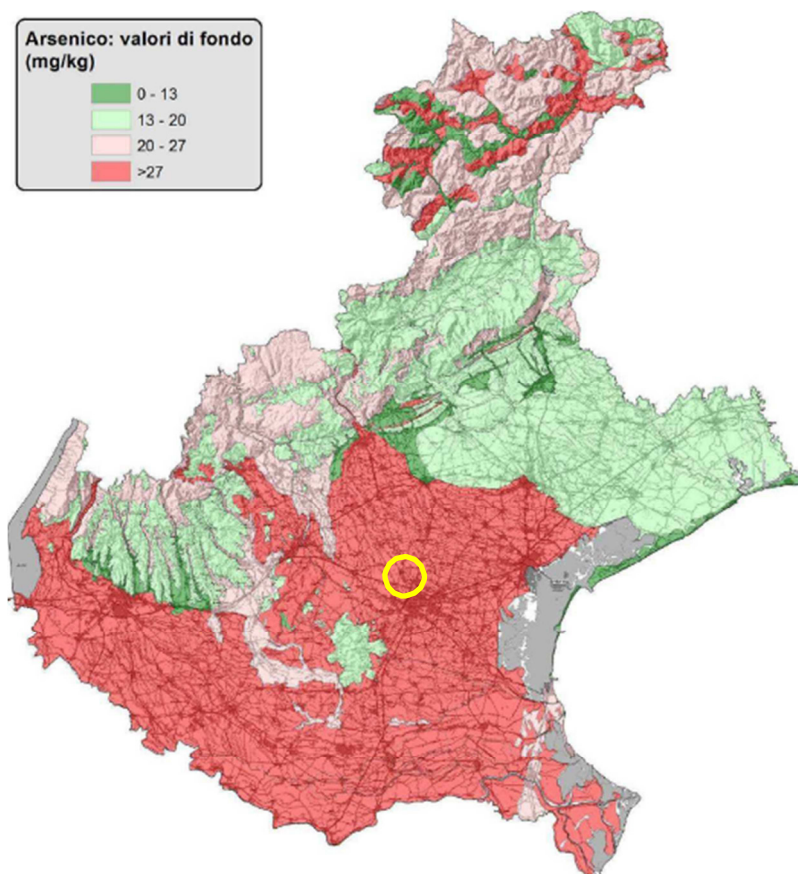 Arsenico: valori di fondo
(mg/kg)
0 - 13
13 - 20
20 - 27
>27